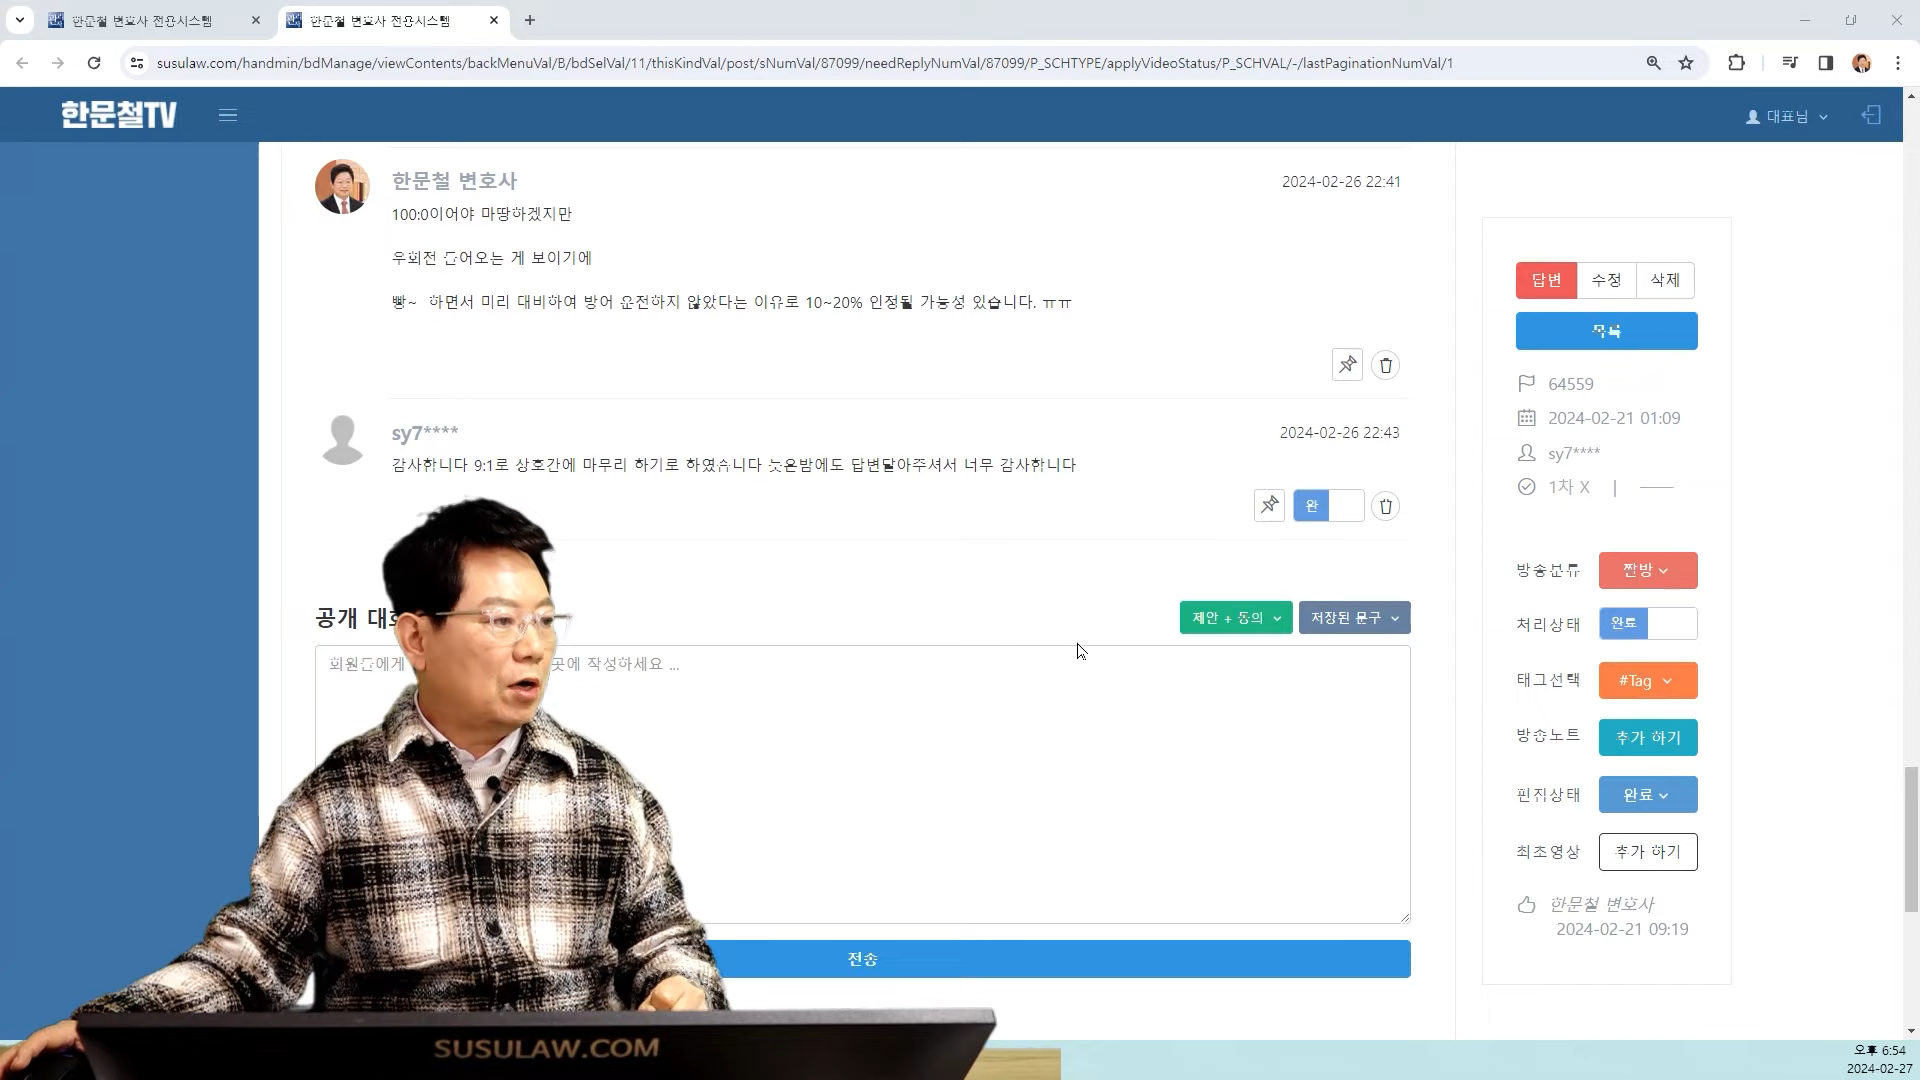 한문철 변호사 전용시스템
한문철 변호사 전용시스템
susulaw.com/handmin/bdManage/viewContents/backMenuVal/B/bdSelVal/11/thisKindVal/post/sNumVal/87099/needReplyNumVal/87099/P_SCHTYPE/applyVideoStatus/P_SCHVAL/-/lastPaginationNumVal/1
한문철TV
대표님
한문철 변호사
2024-02-26 22:41
100:0이어야 마땅하겠지만
우회전 들어오는 게 보이기에
빵~ 하면서 미리 대비하여 방어 운전하지 않았다는 이유로 10~20% 인정될 가능성 있습니다. ㅠㅠ
sy7****
2024-02-26 22:43
감사합니다 9:1로 상호간에 마무리 하기로 하였습니다 늦은밤에도 답변달아주셔서 너무 감사합니다
완
공개
제안 + 동의
저장된 문구
회원들에게
곳에 작성하세요 ...
전송
답변
수정
삭제
목록
64559
2024-02-21 01:09
sy7****
1차 X |
방송분류
짠방
처리상태
완료
태그선택
#Tag
방송노트
추가 하기
편집상태
완료
최초영상
추가 하기
한문철 변호사
2024-02-21 09:19
SUSULAW.COM
오후 6:54
2024-02-27